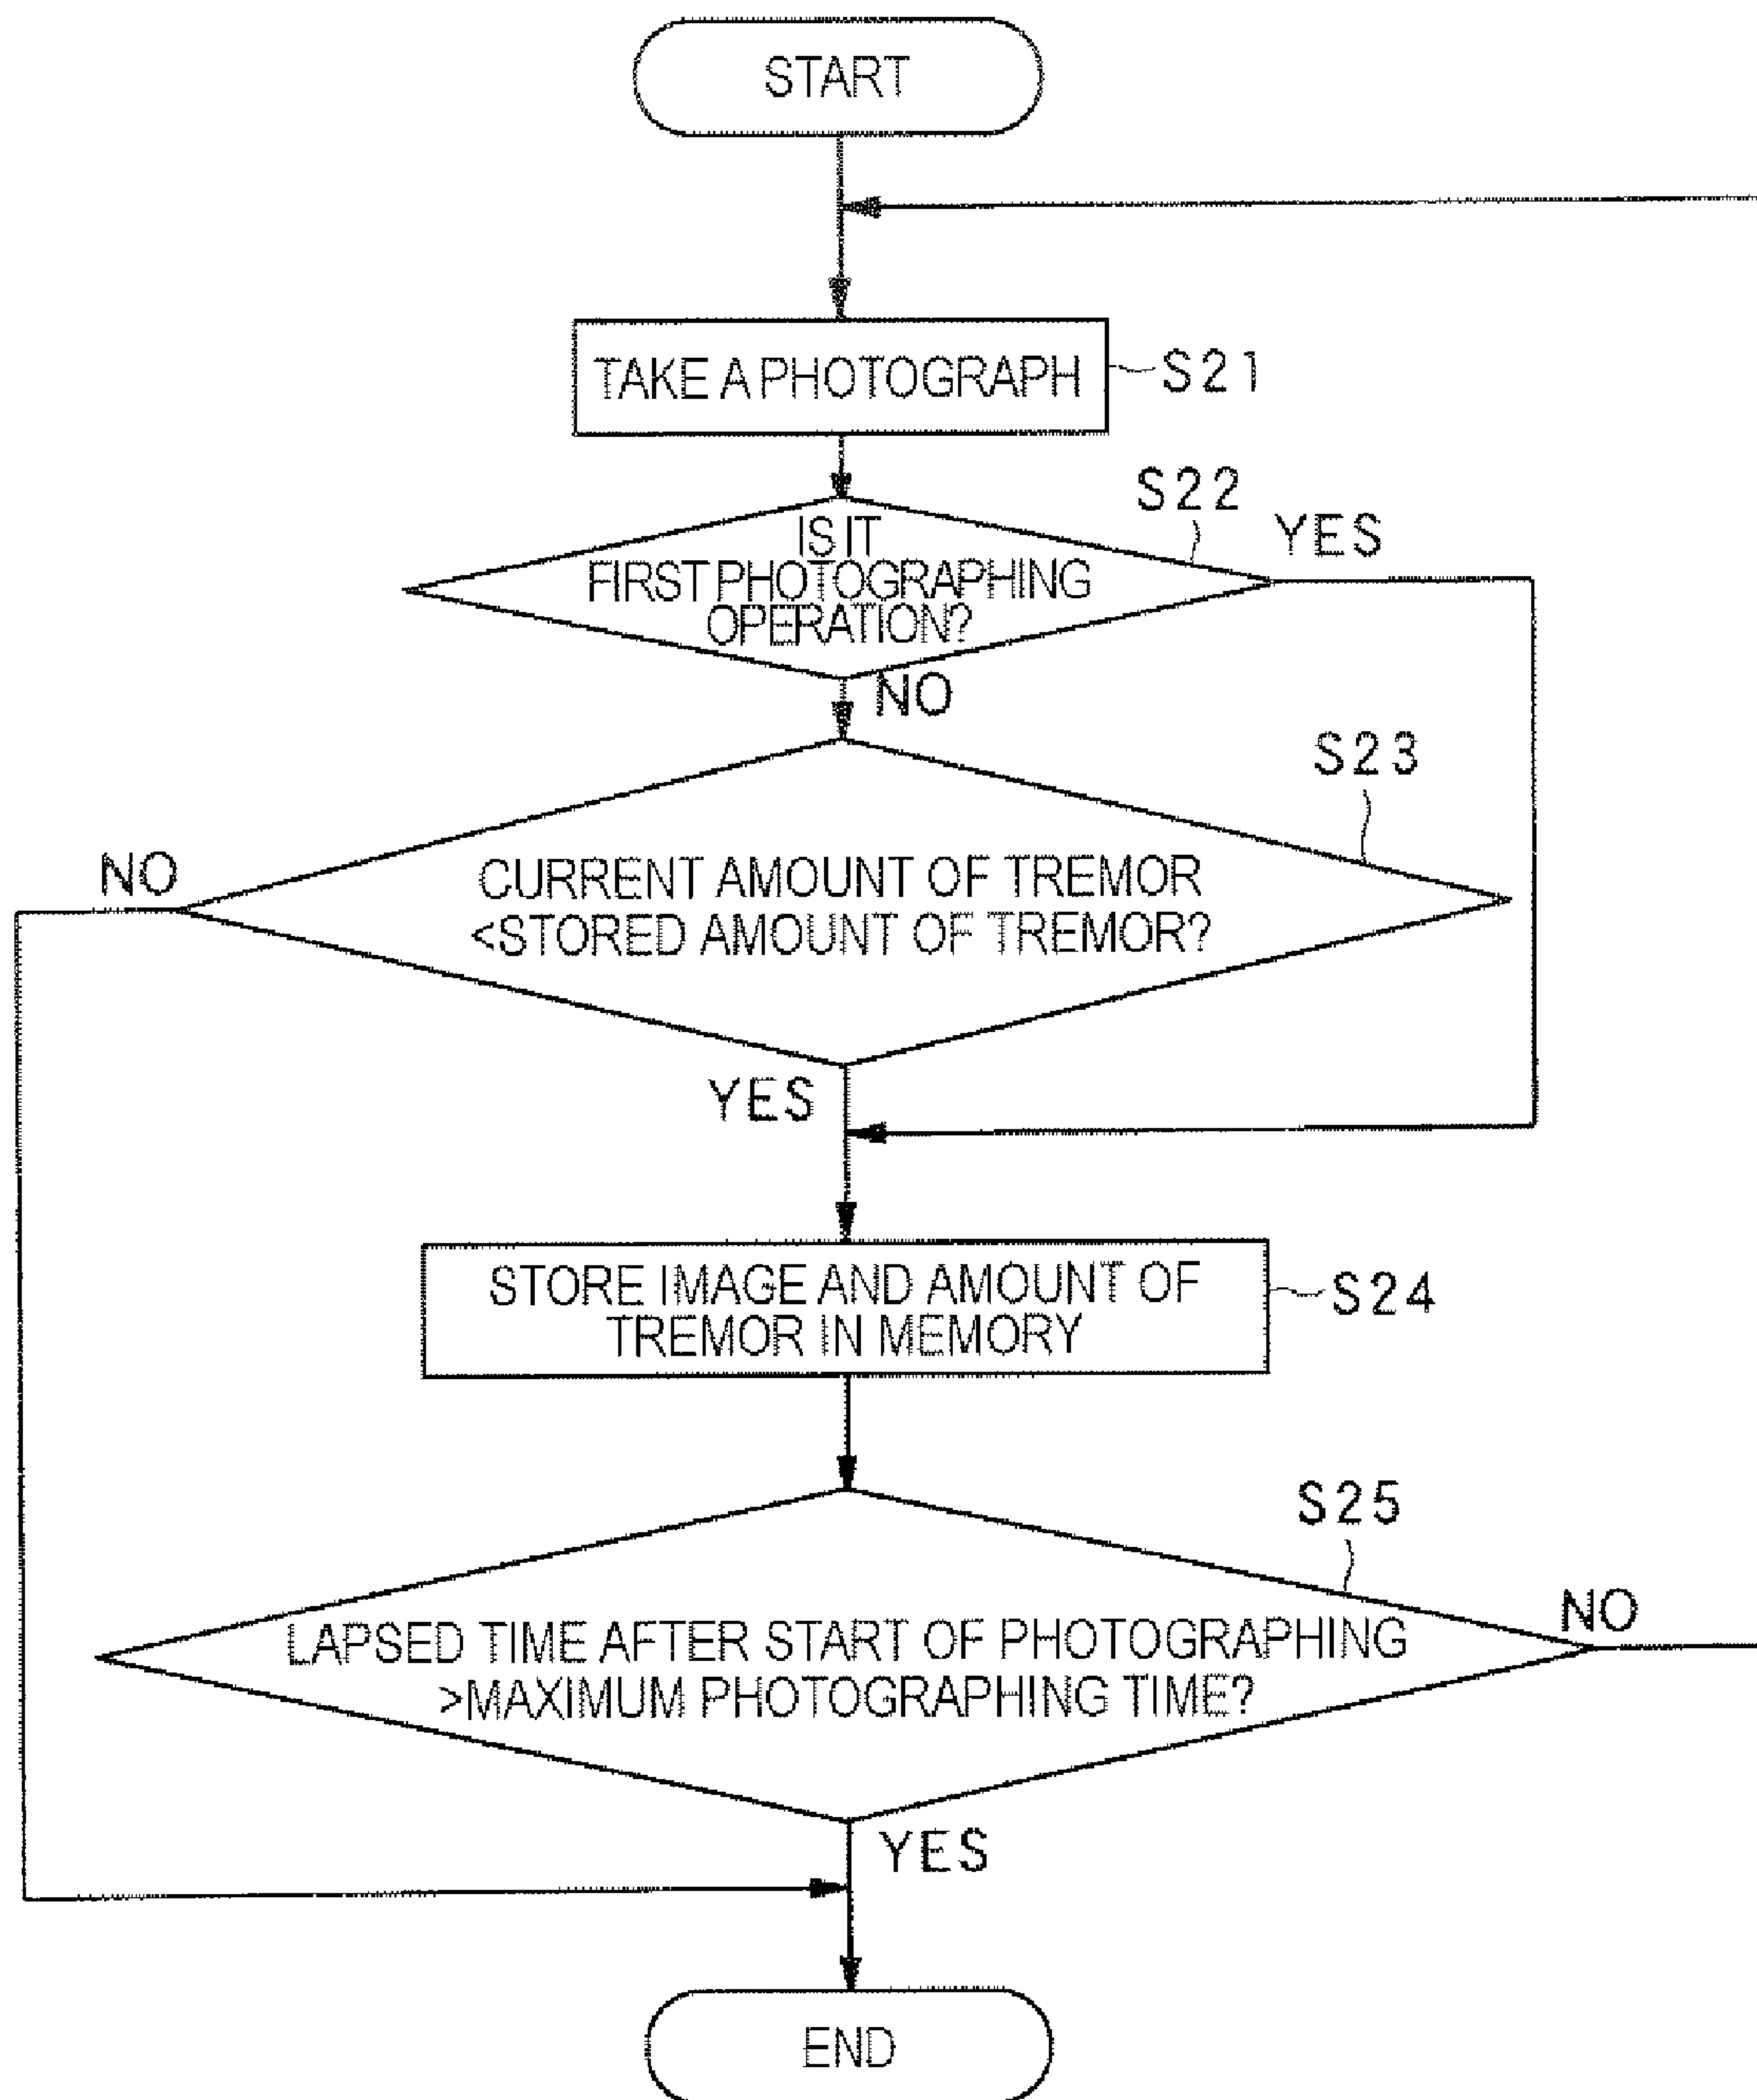 START
TAKE A PHOTOGRAPH
S21
S22
IS IT
FIRST PHOTOGRAPHING
OPERATION?
YES
NO
S23
NO
CURRENT AMOUNT OF TREMOR
<STORED AMOUNT OF TREMOR?
YES
STORE IMAGE AND AMOUNT OF
TREMOR IN MEMORY
S24
S25
LAPSED TIME AFTER START OF PHOTOGRAPHING
>MAXIMUM PHOTOGRAPHING TIME?
NO
YES
END